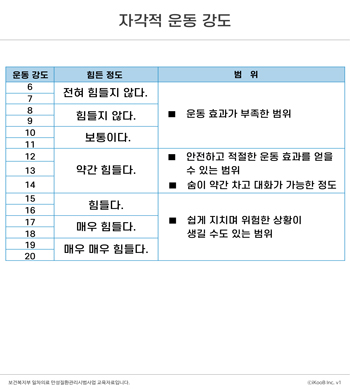 자각적 운동 강도
운동 강도 힘든 정도 범 위
6
7
전혀 힘들지 않다.
8
9
힘들지 않다.
10
11
보통이다.
■ 운동 효과가 부족한 범위
12
13
14
약간 힘들다.
■ 안전하고 적절한 운동 효과를 얻을
수 있는 범위
■ 숨이 약간 차고 대화가 가능한 정도
15
16
힘들다.
17
18
매우 힘들다.
19
20
매우 매우 힘들다.
■ 쉽게 지치며 위험한 상황이
생길 수도 있는 범위
보건복지부 일차의료 만성질환관리시범사업 교육자료입니다.
ⓒiKooB Inc. v1